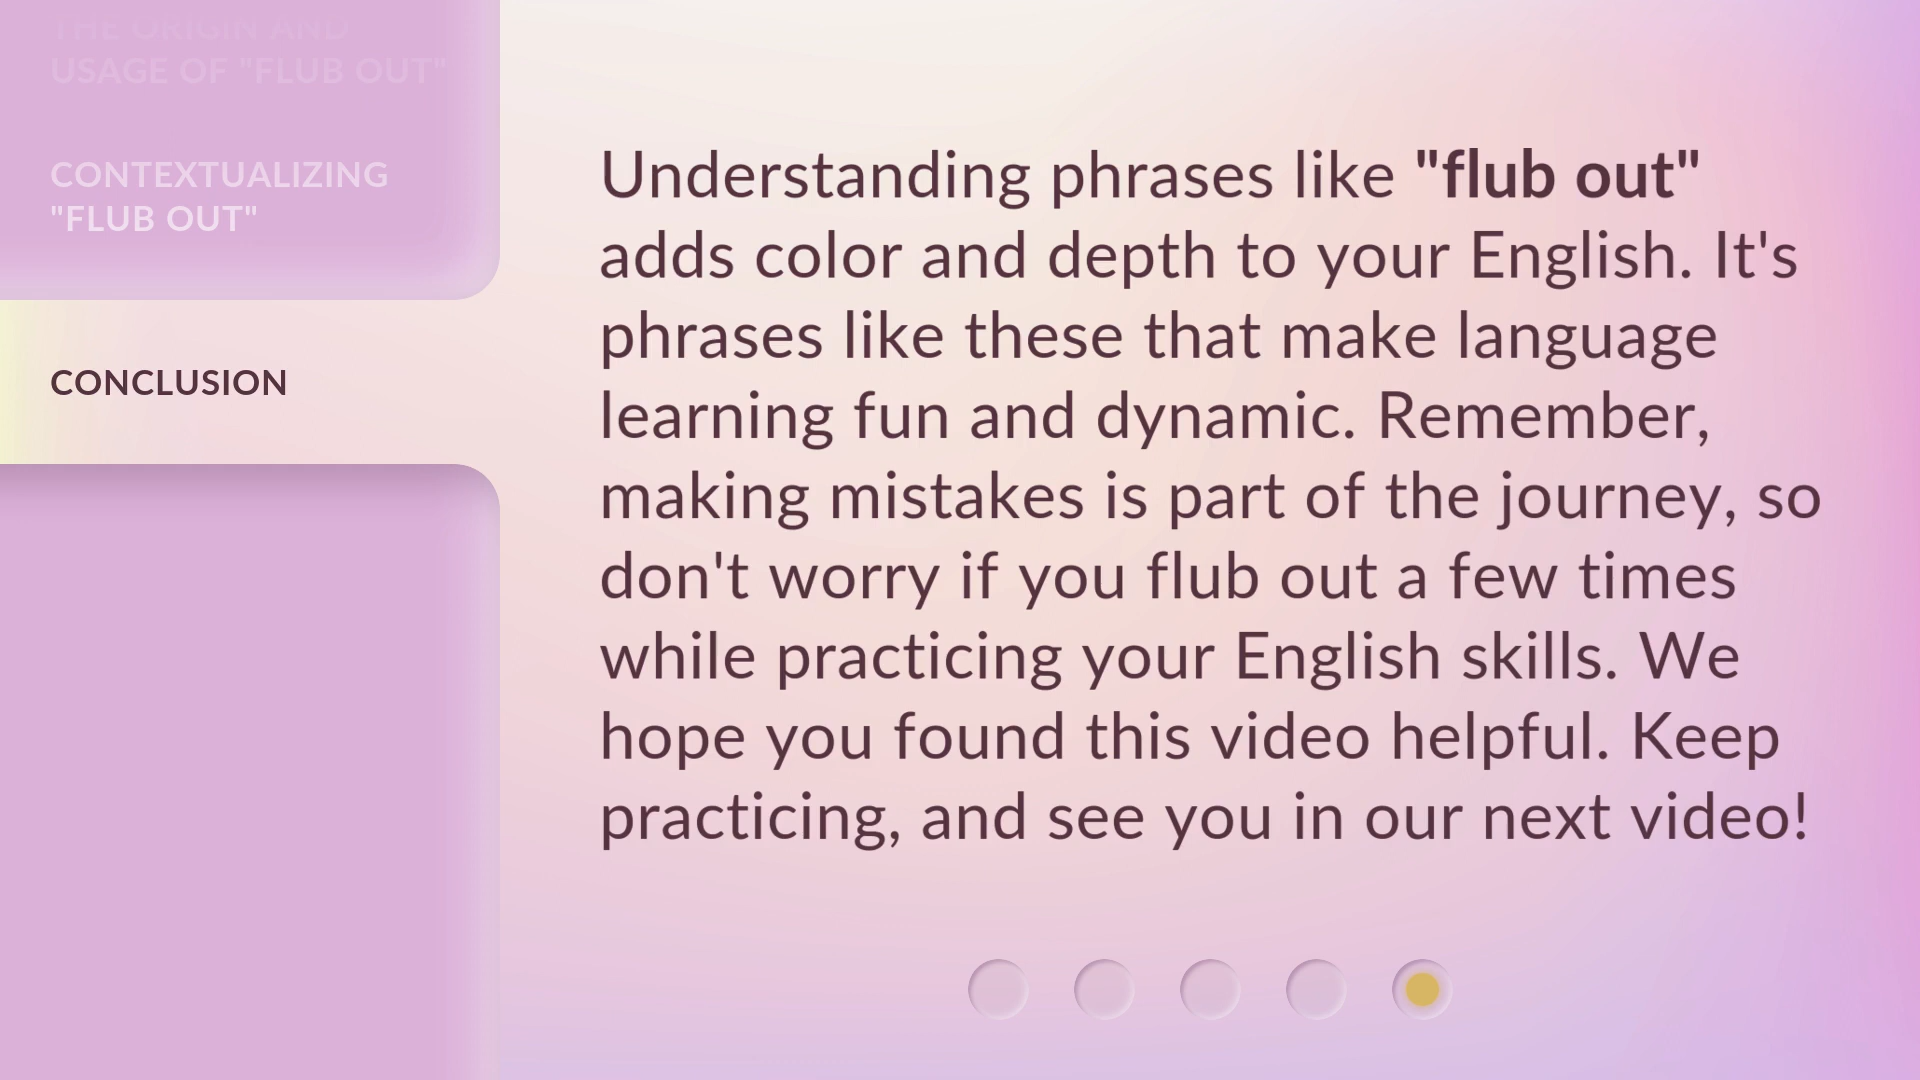 THE ORIGIN AND
USAGE OF "FLUB OUT"
CONTEXTUALIZING
"FLUB OUT"
CONCLUSION
Understanding phrases like "flub out"
adds color and depth to your English. It's
phrases like these that make language
learning fun and dynamic. Remember,
making mistakes is part of the journey, so
don't worry if you flub out a few times
while practicing your English skills. We
hope you found this video helpful. Keep
practicing, and see you in our next video!